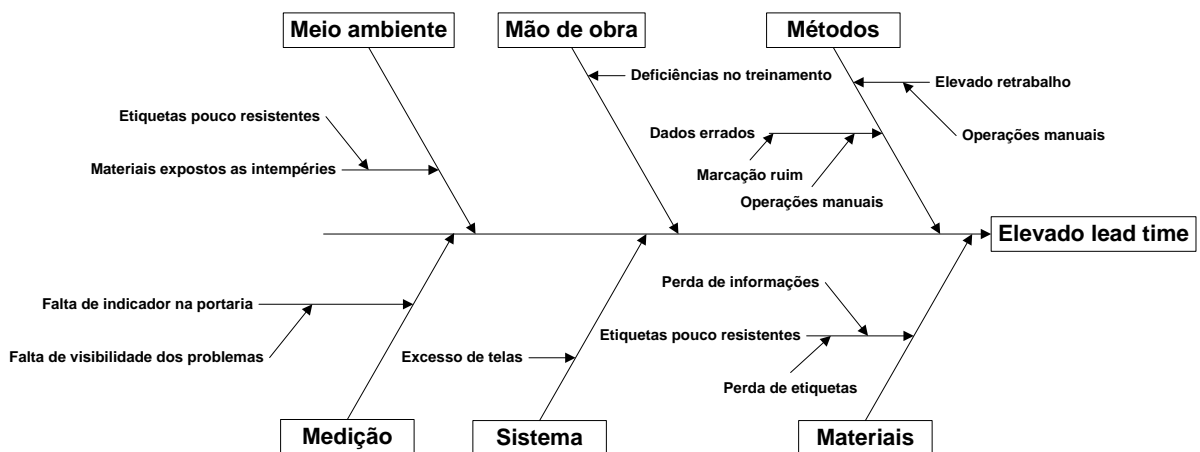 Meio ambiente
Mão de obra
Métodos
Deficiências no treinamento
Elevado retrabalho
Etiquetas pouco resistentes
Dados errados
Operações manuais
Materiais expostos as intempéries
Marcação ruim
Operações manuais
Elevado lead time
Perda de informações
Falta de indicador na portaria
Etiquetas pouco resistentes
Falta de visibilidade dos problemas
Excesso de telas
Perda de etiquetas
Medição
Sistema
Materiais